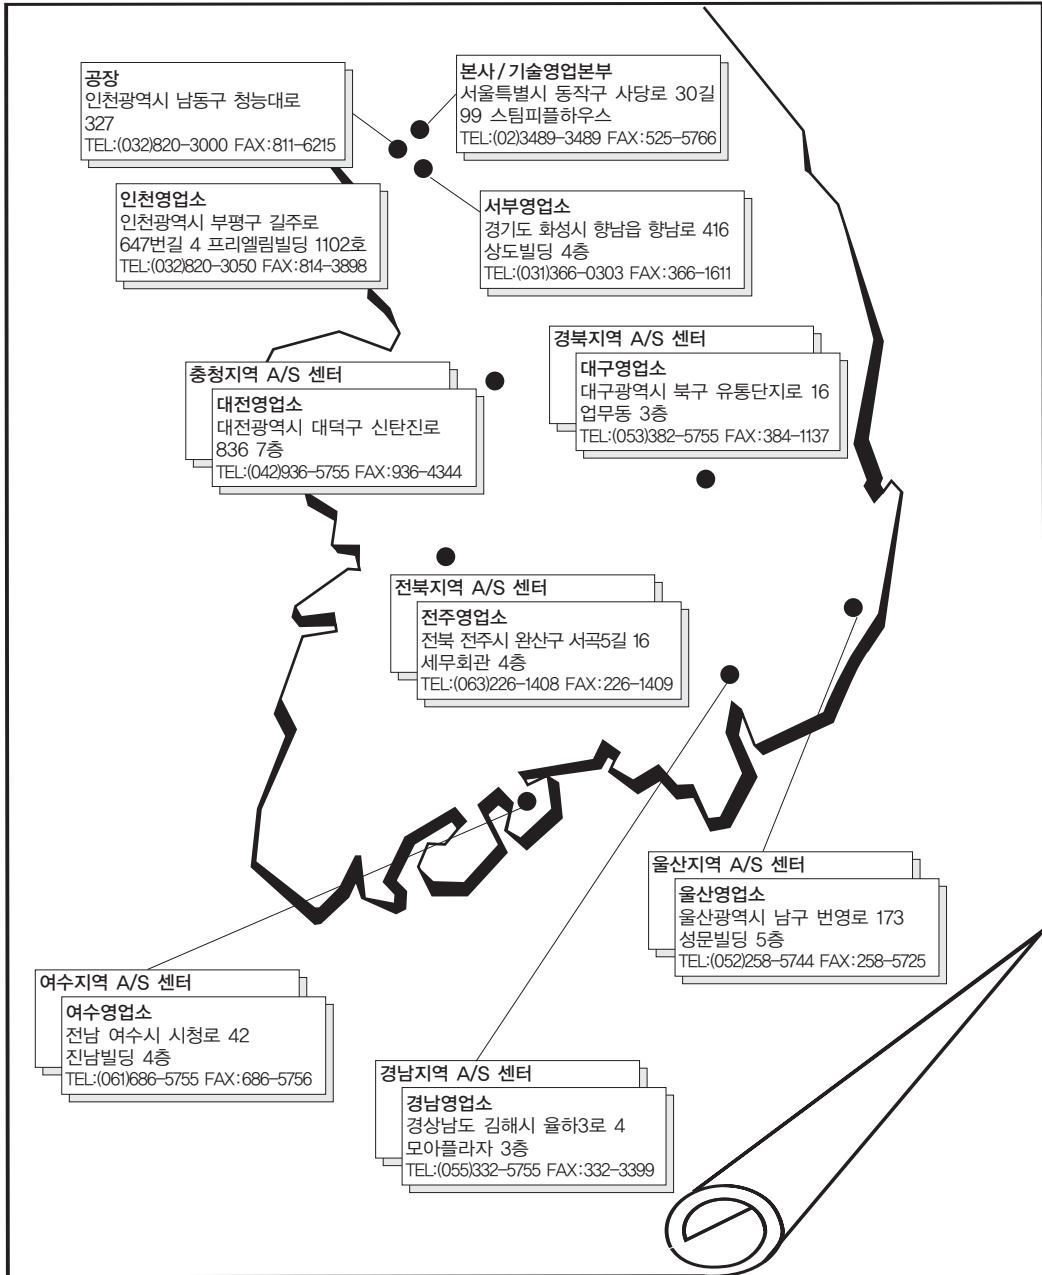 공장
인천광역시 남동구 청능대로
327
TEL:(032)820-3000 FAX:811-6215
본사/기술영업본부
서울특별시 동작구 사당로 30길
99 스팀피플하우스
TEL:(02)3489-3489 FAX:525-5766
인천영업소
인천광역시 부평구 길주로
647번길 4 프리엘림빌딩 1102호
TEL:(032)820-3050 FAX:814-3898
서부영업소
경기도 화성시 향남읍 향남로 416
상도빌딩 4층
TEL:(031)366-0303 FAX:366-1611
충청지역 A/S 센터
대전영업소
대전광역시 대덕구 신탄진로
836 7층
TEL:(042)936-5755 FAX:936-4344
경북지역 A/S 센터
대구영업소
대구광역시 북구 유통단지로 16
업무동 3층
TEL:(053)382-5755 FAX:384-1137
전북지역 A/S 센터
전주영업소
전북 전주시 완산구 서곡5길 16
세무회관 4층
TEL:(063)226-1408 FAX:226-1409
울산지역 A/S 센터
울산영업소
울산광역시 남구 번영로 173
성문빌딩 5층
TEL:(052)258-5744 FAX:258-5725
여수지역 A/S 센터
여수영업소
전남 여수시 시청로 42
진남빌딩 4층
TEL:(061)686-5755 FAX:686-5756
경남지역 A/S 센터
경남영업소
경상남도 김해시 율하3로 4
모아플라자 3층
TEL:(055)332-5755 FAX:332-3399